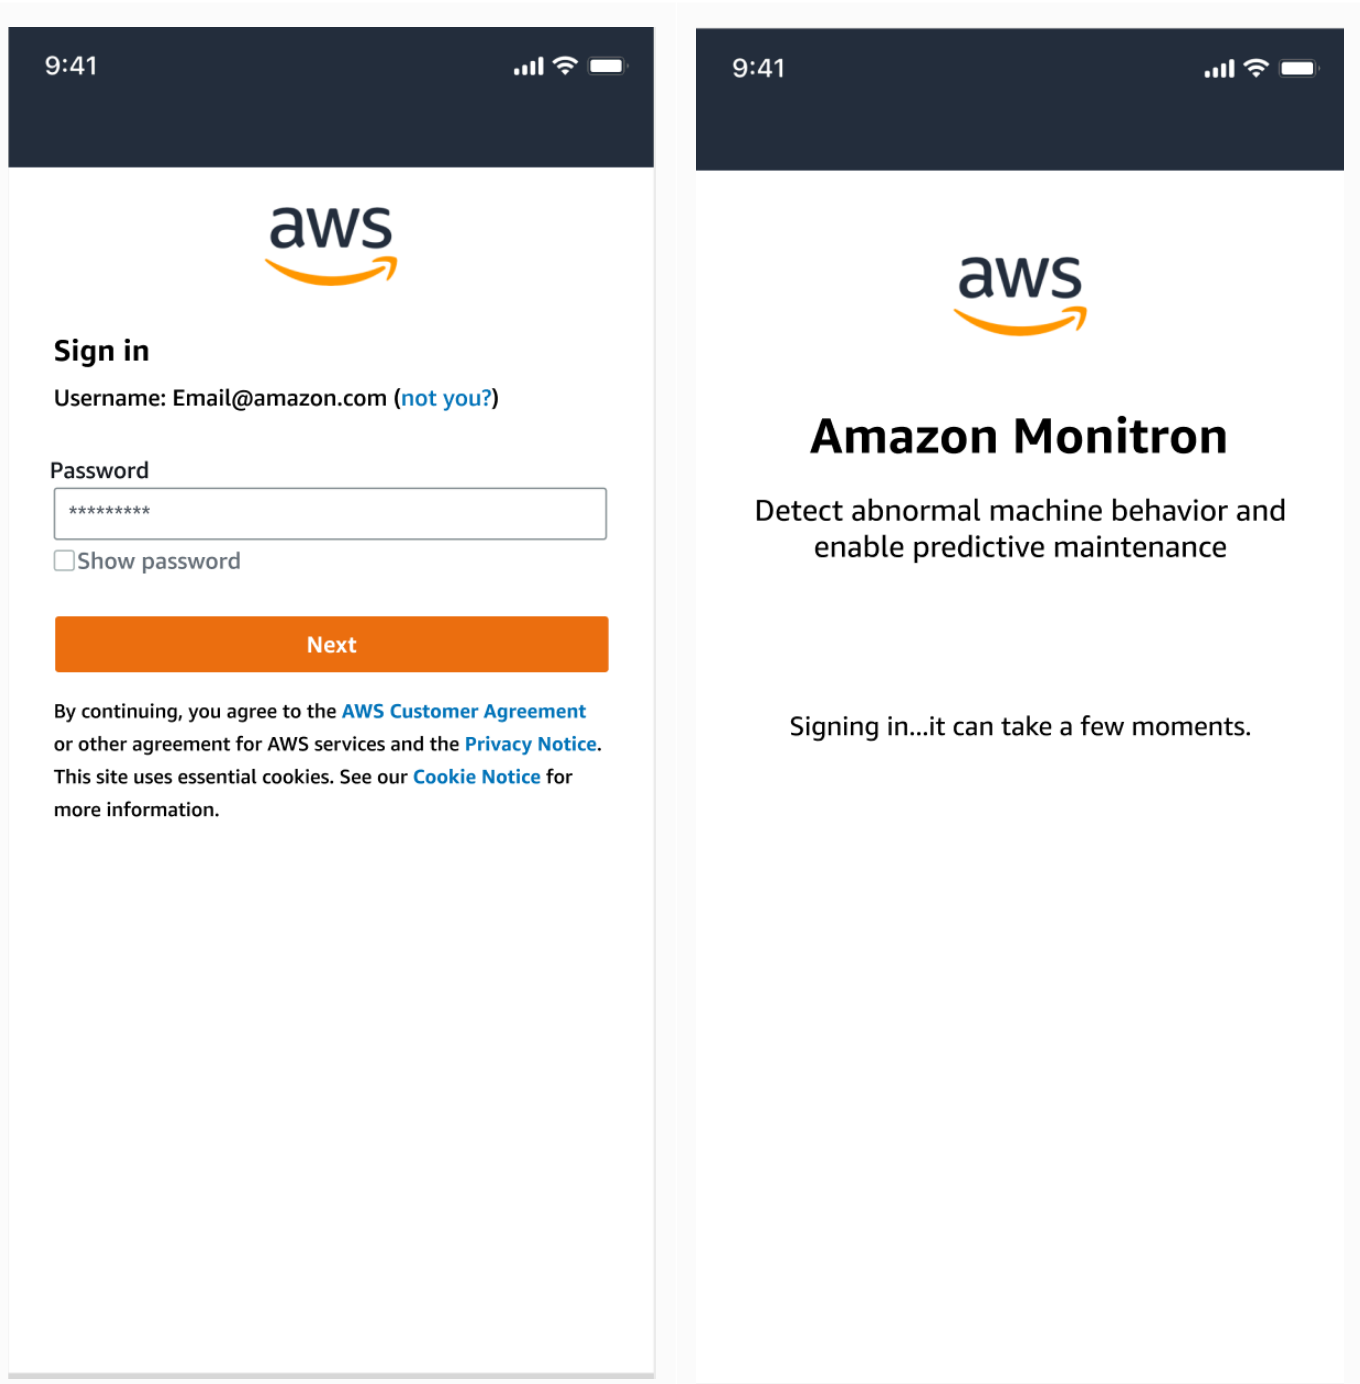 9:41
aws
Sign in
Username: Email@amazon.com (not you?)
Password
*********
Show password
Next
By continuing, you agree to the AWS Customer Agreement
or other agreement for AWS services and the Privacy Notice.
This site uses essential cookies. See our Cookie Notice for
more information.
9:41
aws
Amazon Monitron
Detect abnormal machine behavior and
enable predictive maintenance
Signing in...it can take a few moments.